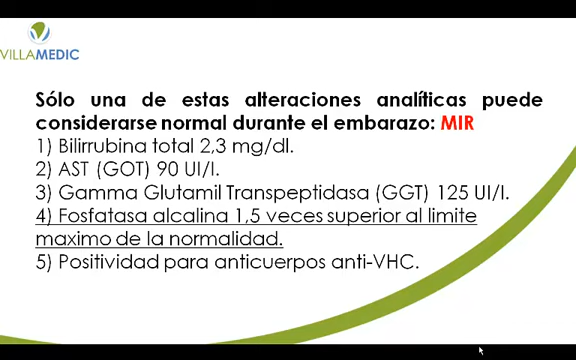 VILLAMEDIC
Sólo una de estas alteraciones analíticas puede
considerarse normal durante el embarazo: MIR
1) Bilirrubina total 2,3 mg/dl.
2) AST (GOT) 90 UI/l.
3) Gamma Glutamil Transpeptidasa (GGT) 125 UI/l.
4) Fosfatasa alcalina 1,5 veces superior al limite
maximo de la normalidad.
5) Positividad para anticuerpos anti-VHC.